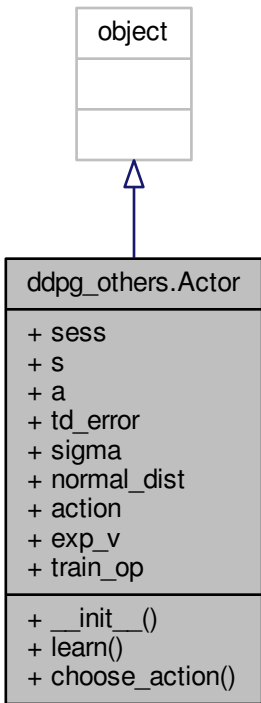 object
ddpg_others.Actor
+ sess
+ s
+ a
+ td_error
+ sigma
+ normal_dist
+ action
+ exp_v
+ train_op
+ __init__()
+ learn()
+ choose_action()